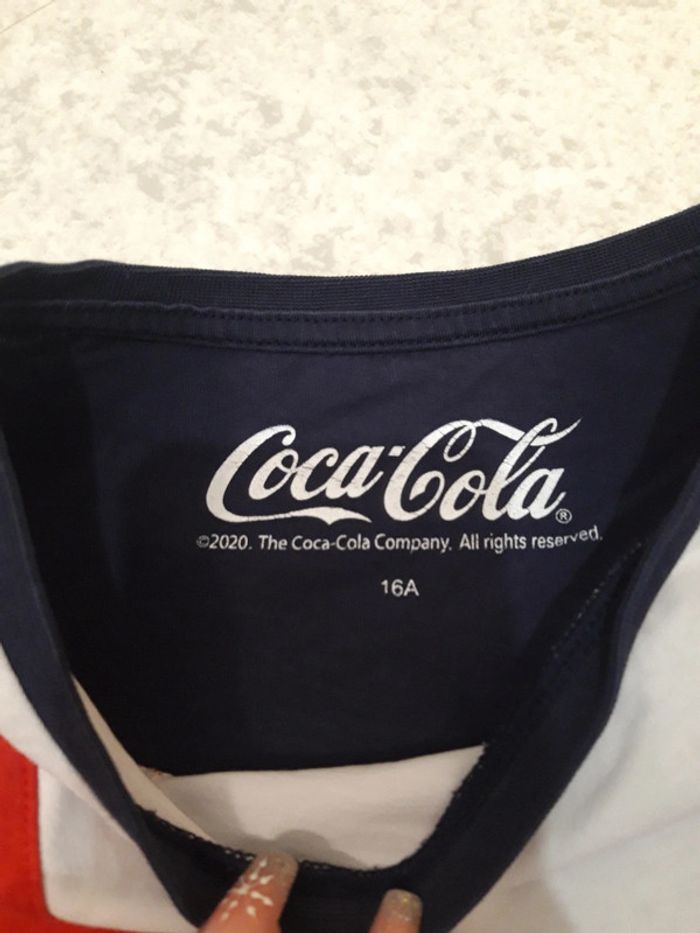 Coca-Cola®
©2020. The Coca-Cola Company. All rights reserved.
16A